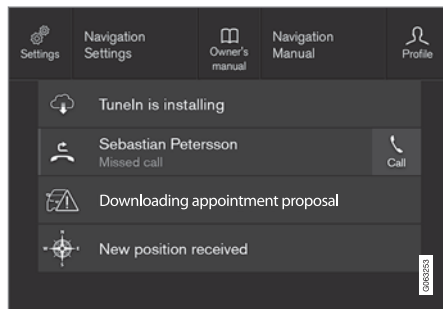 Navigation
Settings
Navigation
Manual
Settings
Owner's
manual
Profile
TuneIn is installing
Sebastian Petersson
Missed call
Call
Downloading appointment proposal
New position received
G063253